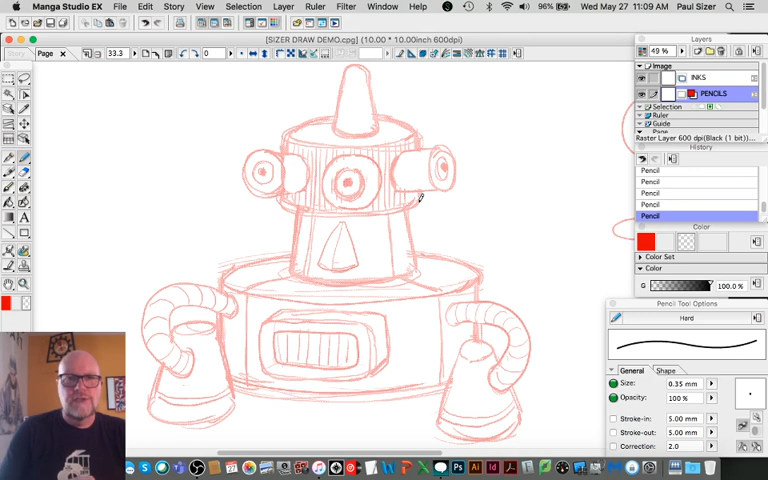 Manga Studio EX File Edit Story View Selection Layer Ruler Filter Window Help 96% Wed May 27 11:09 AM Paul Sizer
[SIZER DRAW DEMO.cpg] (10.00 * 10.00inch 600dpi)
Story Page 33.3 0
Layers
49 %
Image
INKS
PENCILS
Selection
Ruler
Guide
Raster Layer 600 dpi(Black (1 bit))...
History
Pencil
Pencil
Pencil
Pencil
Pencil
Color
Color Set
Color
G 100.0 %
Pencil Tool Options
Hard
General Shape
Size: 0.35 mm
Opacity: 100 %
Stroke-in: 5.00 mm
Stroke-out: 5.00 mm
Correction: 2.0